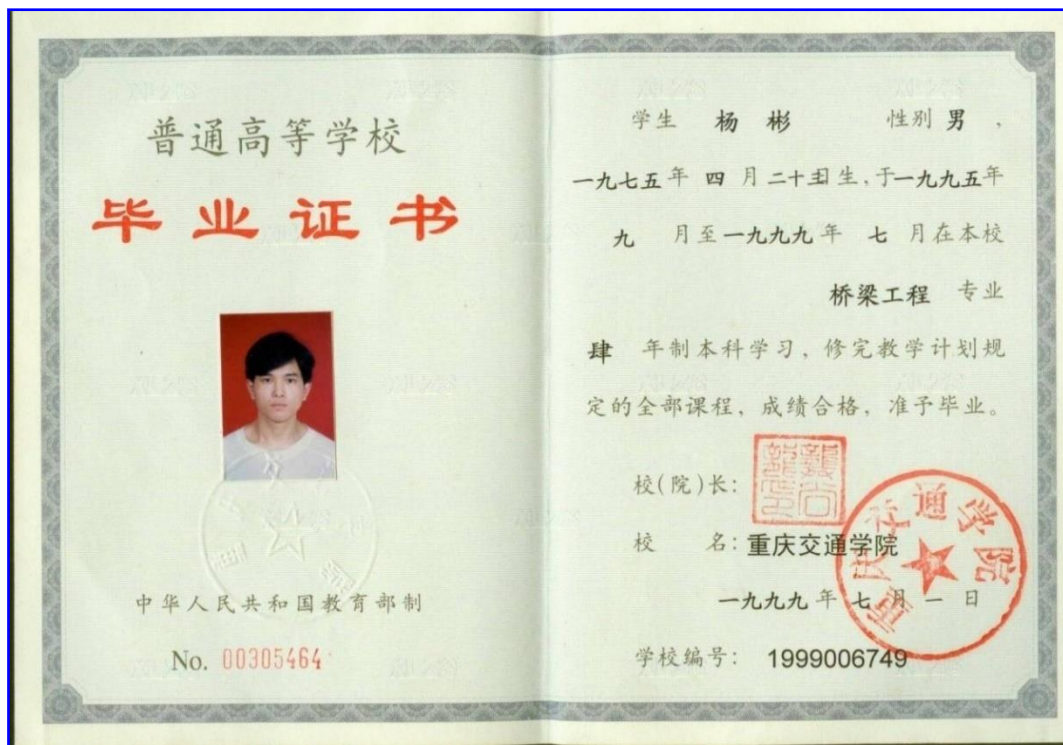 普通高等学校
毕业证书
中华人民共和国教育部制
No. 00305464
学生 杨彬 性别 男 ,
一九七五年 四 月二十五日生,于一九九五年
九 月至一九九九年 七 月在本校
桥梁工程 专业
肆 年制本科学习, 修完教学计划规
定的全部课程, 成绩合格, 准予毕业。
校(院)长:
校 名: 重庆交通学院
重庆交通学院
一九九九年 七 月 一 日
学校编号: 1999006749